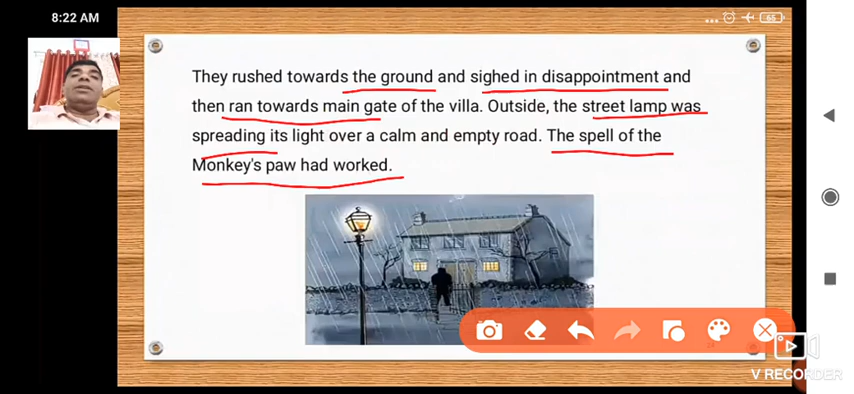 8:22 AM
65
They rushed towards the ground and sighed in disappointment and
then ran towards main gate of the villa. Outside, the street lamp was
spreading its light over a calm and empty road. The spell of the
Monkey's paw had worked.
V RECORDER